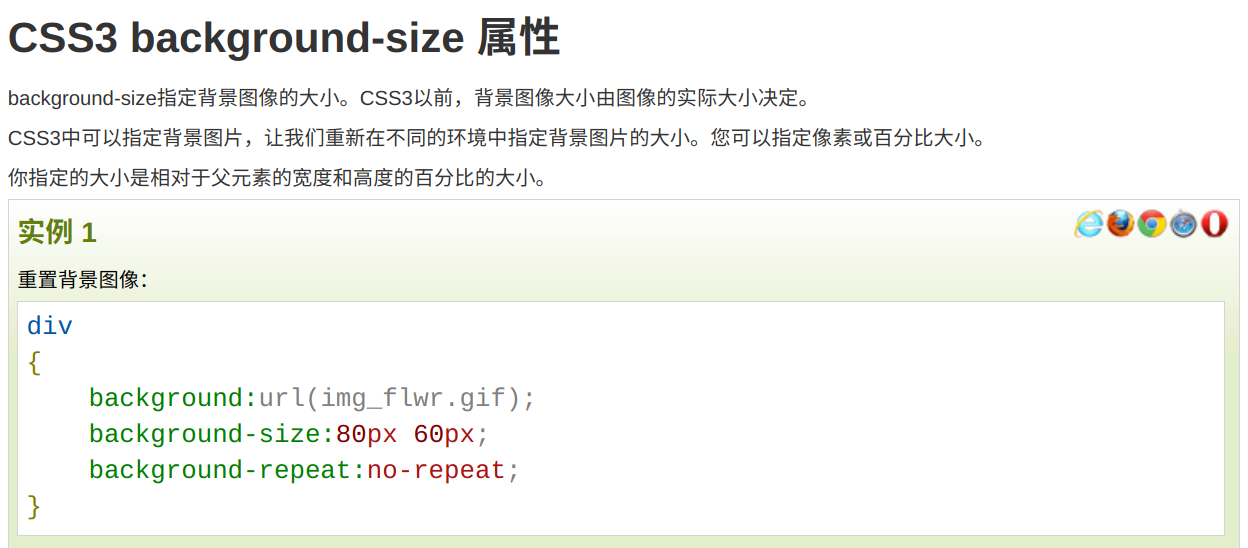 CSS3 background-size 属性
background-size指定背景图像的大小。CSS3以前，背景图像大小由图像的实际大小决定。
CSS3中可以指定背景图片，让我们重新在不同的环境中指定背景图片的大小。您可以指定像素或百分比大小。
你指定的大小是相对于父元素的宽度和高度的百分比的大小。
实例 1
重置背景图像：
div
{
    background:url(img_flwr.gif);
    background-size:80px 60px;
    background-repeat:no-repeat;
}